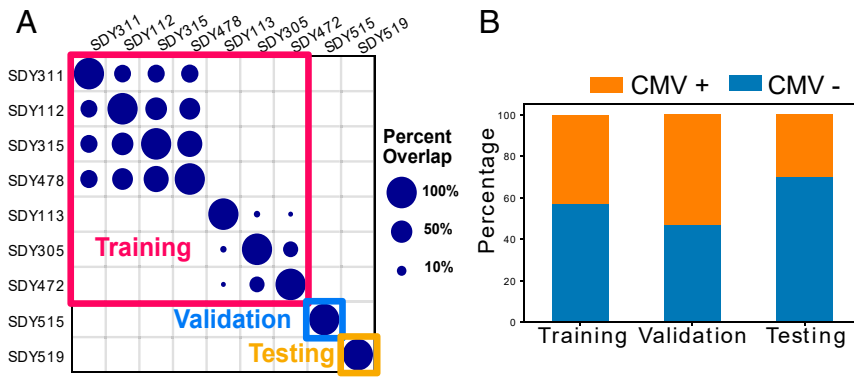 A
SDY311 SDY112 SDY315 SDY478 SDY113 SDY305 SDY472 SDY515 SDY519
SDY311
SDY112
SDY315
SDY478
SDY113
SDY305
SDY472
SDY515
SDY519
Training
Validation
Testing
Percent
Overlap
100%
50%
10%
B
CMV + CMV -
Percentage
100
80
60
40
20
0
Training Validation Testing